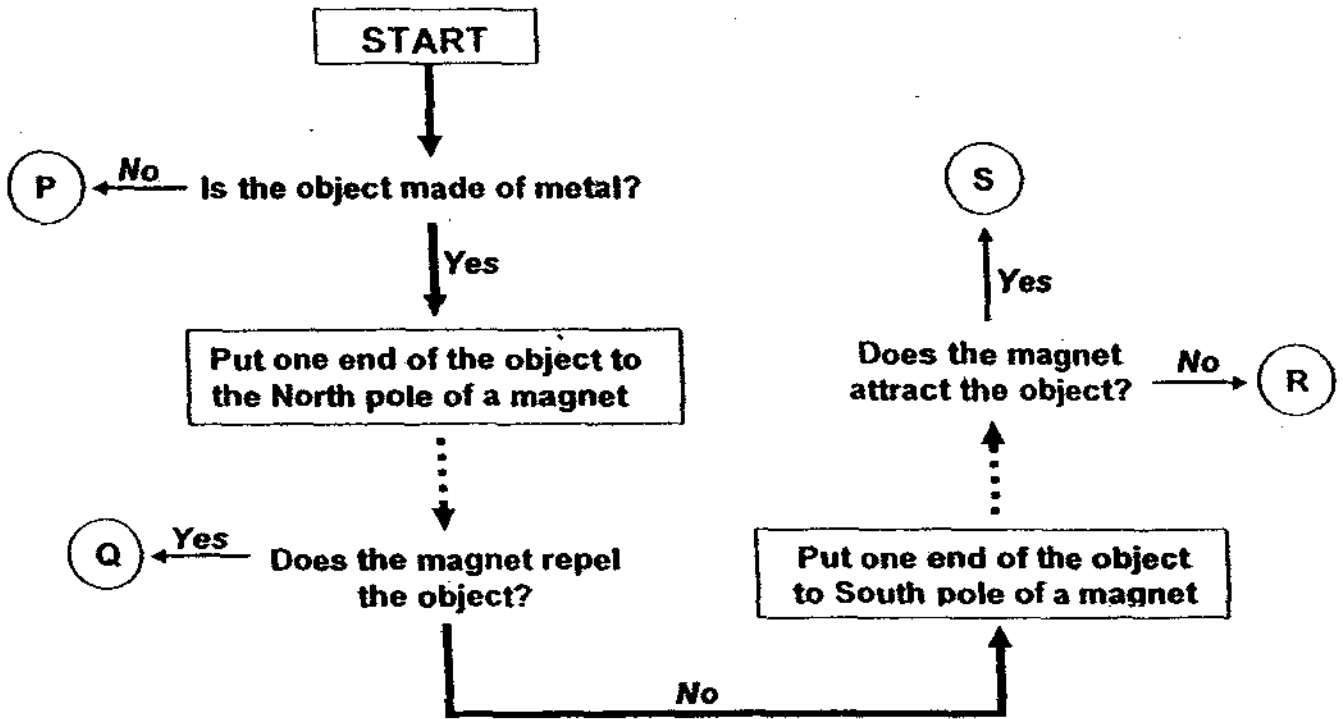 START
P
No
Is the object made of metal?
Yes
Put one end of the object to
the North pole of a magnet
Q
Yes
Does the magnet repel
the object?
No
Put one end of the object
to South pole of a magnet
Does the magnet
attract the object?
No
R
Yes
S